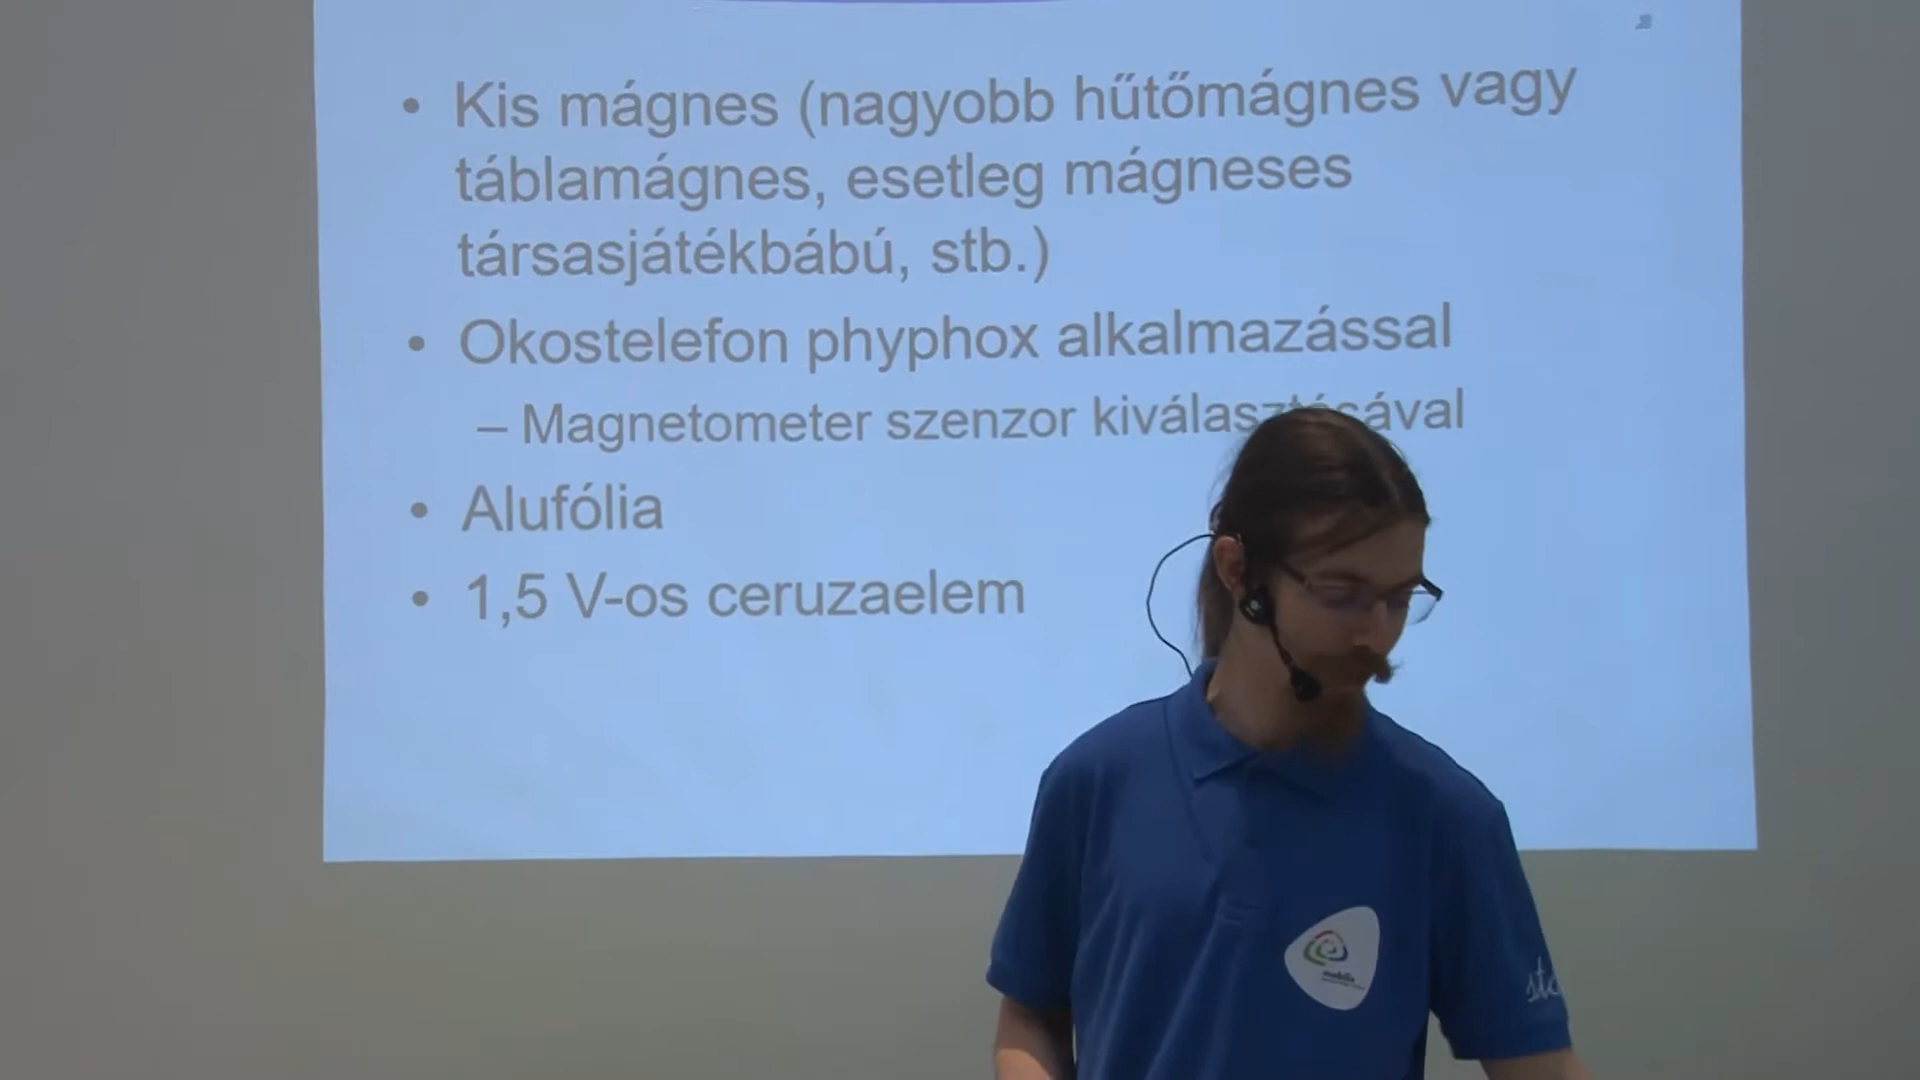 • Kis mágnes (nagyobb hűtőmágnes vagy
táblamágnes, esetleg mágneses
társasjátékbábú, stb.)
• Okostelefon phyphox alkalmazással
– Magnetometer szenzor kiválasztásával
• Alufólia
• 1,5 V-os ceruzaelem
mobilis